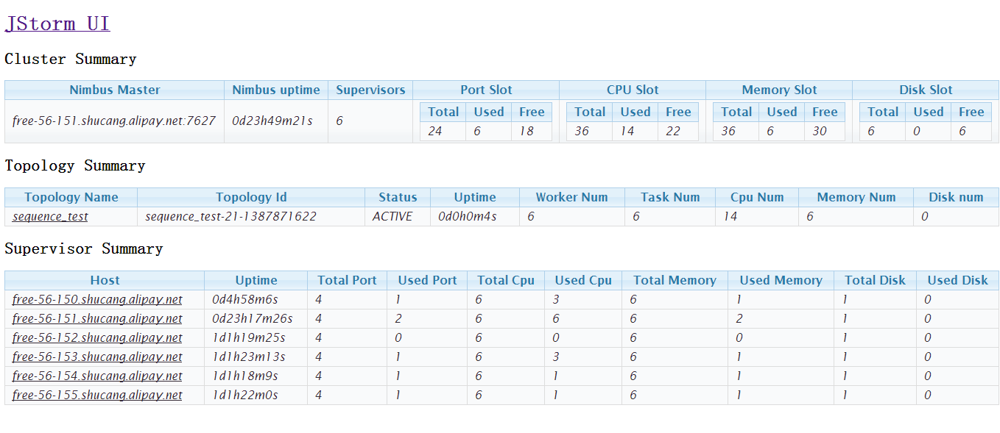 JStorm UI
Cluster Summary
Nimbus Master Nimbus uptime Supervisors Port Slot CPU Slot Memory Slot Disk Slot
Total Used Free Total Used Free Total Used Free Total Used Free
free-56-151.shucang.alipay.net:7627 0d23h49m21s 6
24 6 18 36 14 22 36 6 30 6 0 6
Topology Summary
Topology Name Topology Id Status Uptime Worker Num Task Num Cpu Num Memory Num Disk num
sequence_test sequence_test-21-1387871622 ACTIVE 0d0h0m4s 6 6 14 6 0
Supervisor Summary
Host Uptime Total Port Used Port Total Cpu Used Cpu Total Memory Used Memory Total Disk Used Disk
free-56-150.shucang.alipay.net 0d4h58m6s 4 1 6 3 6 1 1 0
free-56-151.shucang.alipay.net 0d23h17m26s 4 2 6 6 6 2 1 0
free-56-152.shucang.alipay.net 1d1h19m25s 4 0 6 0 6 0 1 0
free-56-153.shucang.alipay.net 1d1h23m13s 4 1 6 3 6 1 1 0
free-56-154.shucang.alipay.net 1d1h18m9s 4 1 6 1 6 1 1 0
free-56-155.shucang.alipay.net 1d1h22m0s 4 1 6 1 6 1 1 0